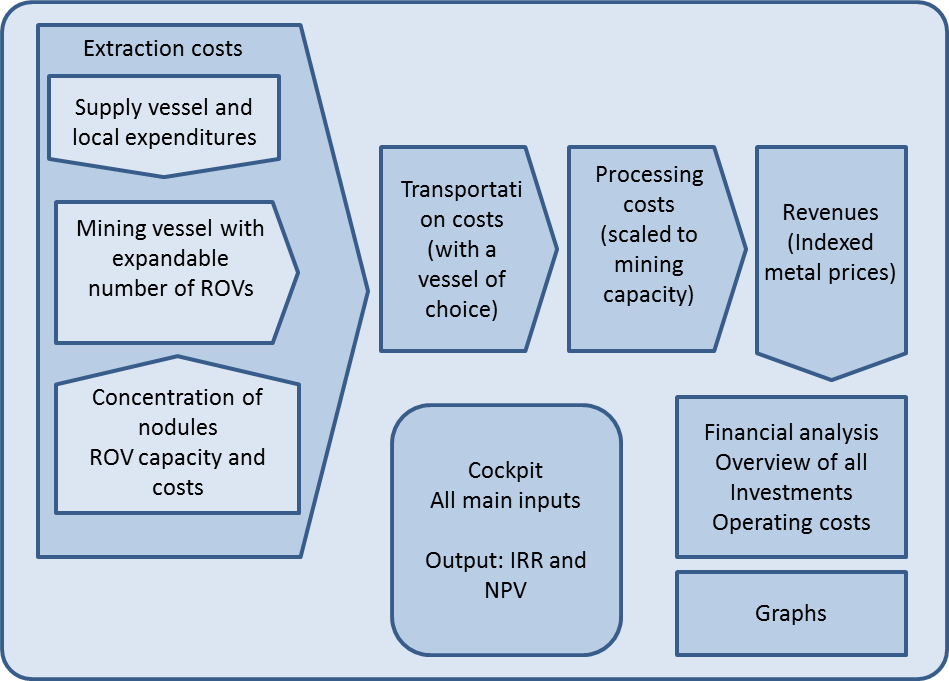 Extraction costs
Supply vessel and
local expenditures
Mining vessel with
expandable
number of ROVs
Concentration of
nodules
ROV capacity and
costs
Transportati
on costs
(with a
vessel of
choice)
Processing
costs
(scaled to
mining
capacity)
Revenues
(Indexed
metal prices)
Cockpit
All main inputs
Output: IRR and
NPV
Financial analysis
Overview of all
Investments
Operating costs
Graphs